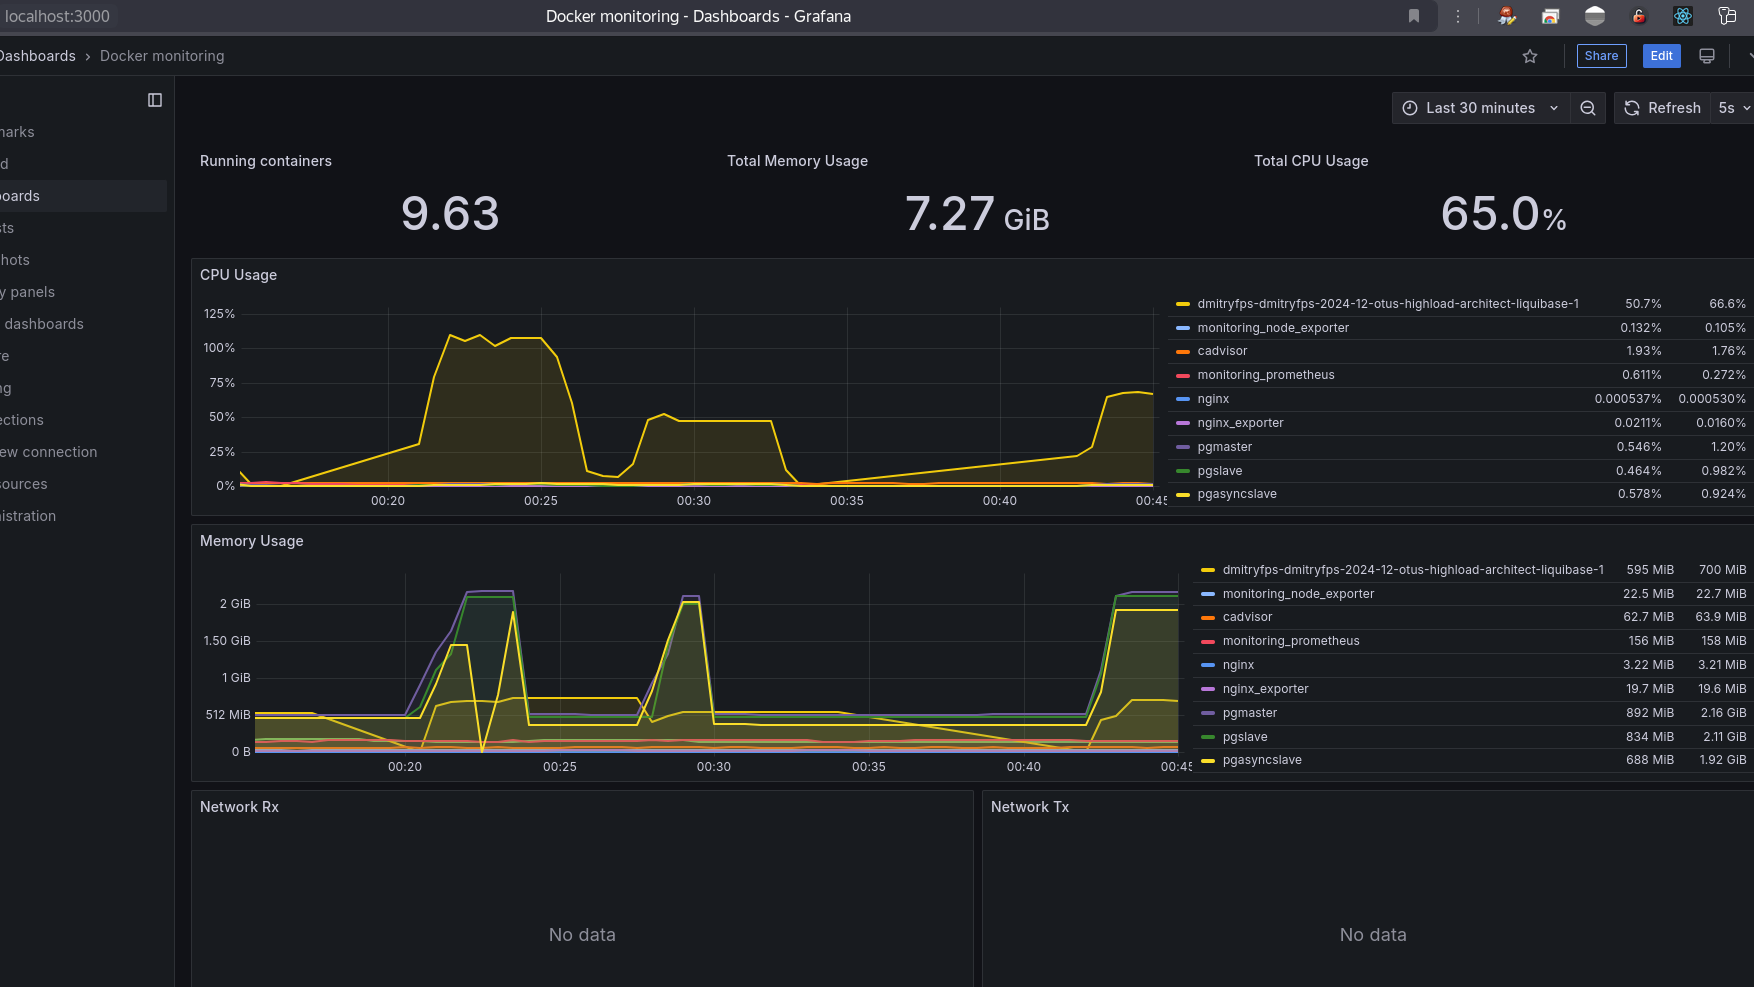 localhost:3000
Docker monitoring - Dashboards - Grafana
Dashboards › Docker monitoring
Share
Edit
marks
d
boards
sts
hots
y panels
dashboards
re
ng
ections
ew connection
sources
istration
Last 30 minutes
Refresh
5s
Running containers
9.63
Total Memory Usage
7.27 GiB
Total CPU Usage
65.0%
CPU Usage
125%
100%
75%
50%
25%
0%
00:20 00:25 00:30 00:35 00:40 00:45
dmitryfps-dmitryfps-2024-12-otus-highload-architect-liquibase-1 50.7% 66.6%
monitoring_node_exporter 0.132% 0.105%
cadvisor 1.93% 1.76%
monitoring_prometheus 0.611% 0.272%
nginx 0.000537% 0.000530%
nginx_exporter 0.0211% 0.0160%
pgmaster 0.546% 1.20%
pgslave 0.464% 0.982%
pgasyncslave 0.578% 0.924%
Memory Usage
2 GiB
1.50 GiB
1 GiB
512 MiB
0 B
00:20 00:25 00:30 00:35 00:40 00:45
dmitryfps-dmitryfps-2024-12-otus-highload-architect-liquibase-1 595 MiB 700 MiB
monitoring_node_exporter 22.5 MiB 22.7 MiB
cadvisor 62.7 MiB 63.9 MiB
monitoring_prometheus 156 MiB 158 MiB
nginx 3.22 MiB 3.21 MiB
nginx_exporter 19.7 MiB 19.6 MiB
pgmaster 892 MiB 2.16 GiB
pgslave 834 MiB 2.11 GiB
pgasyncslave 688 MiB 1.92 GiB
Network Rx
No data
Network Tx
No data